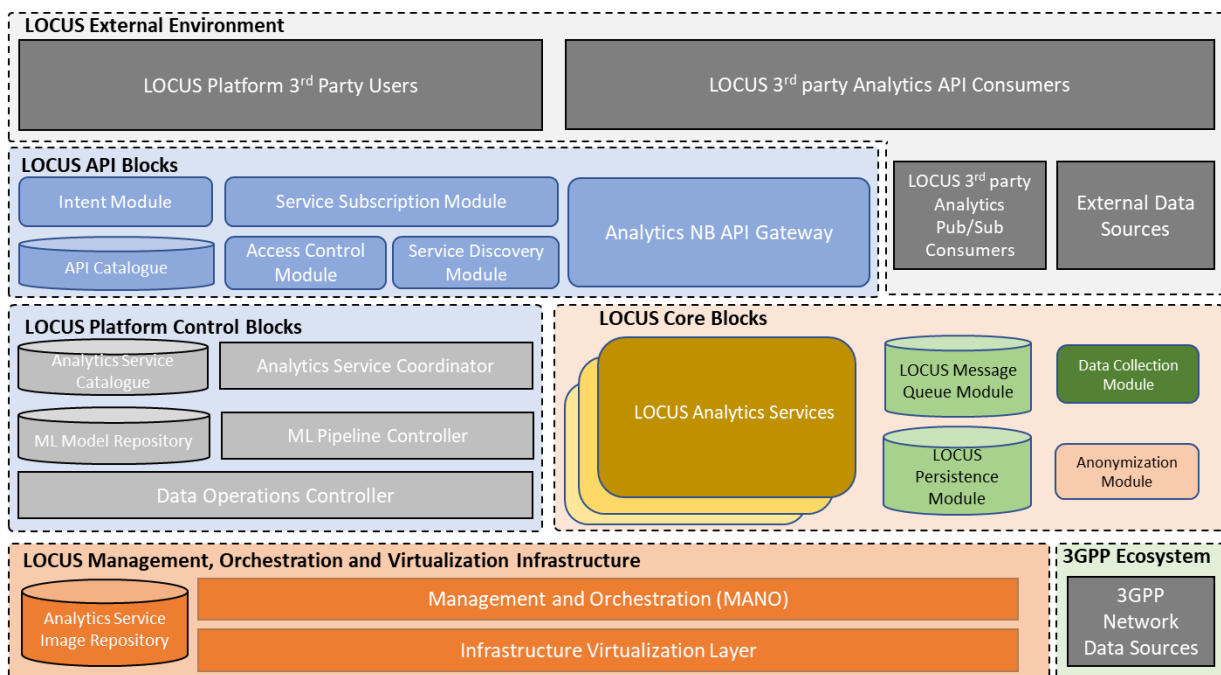 LOCUS External Environment
LOCUS Platform 3rd Party Users
LOCUS 3rd party Analytics API Consumers
LOCUS API Blocks
Intent Module
Service Subscription Module
API Catalogue
Access Control
Module
Service Discovery
Module
Analytics NB API Gateway
LOCUS 3rd party
Analytics
Pub/Sub
Consumers
External Data
Sources
LOCUS Platform Control Blocks
Analytics Service
Catalogue
Analytics Service Coordinator
ML Model Repository
ML Pipeline Controller
Data Operations Controller
LOCUS Core Blocks
LOCUS Analytics Services
LOCUS Message
Queue Module
Data Collection
Module
LOCUS
Persistence
Module
Anonymization
Module
LOCUS Management, Orchestration and Virtualization Infrastructure
Analytics Service
Image Repository
Management and Orchestration (MANO)
Infrastructure Virtualization Layer
3GPP Ecosystem
3GPP
Network
Data Sources